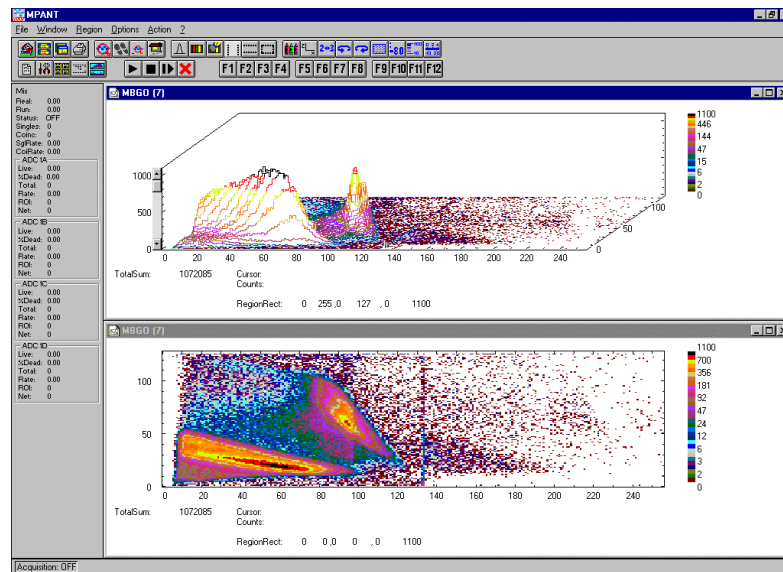 MPANT
File Window Region Options Action ?
F1 F2 F3 F4 F5 F6 F7 F8 F9 F10 F11 F12
Mix
Real: 0.00
Run: 0.00
Status: OFF
Singles: 0
Coinc: 0
SglRate: 0.00
CoiRate: 0.00
ADC 1A
Live: 0.00
%Dead: 0.00
Total: 0
Rate: 0.00
ROI: 0
Net: 0
ADC 1B
Live: 0.00
%Dead: 0.00
Total: 0
Rate: 0.00
ROI: 0
Net: 0
ADC 1C
Live: 0.00
%Dead: 0.00
Total: 0
Rate: 0.00
ROI: 0
Net: 0
ADC 1D
Live: 0.00
%Dead: 0.00
Total: 0
Rate: 0.00
ROI: 0
Net: 0
MBGO (7)
1000
500
0
0 20 40 60 80 100 120 140 160 180 200 220 240
0
50
100
1100
446
144
47
15
6
2
0
TotalSum: 1072085 Cursor:
Counts:
RegionRect: 0 255 ,0 127 ,0 1100
MBGO (7)
100
50
0
0 20 40 60 80 100 120 140 160 180 200 220 240
1100
700
356
181
92
47
24
12
6
3
2
0
TotalSum: 1072085 Cursor:
Counts:
RegionRect: 0 0 ,0 0 ,0 1100
Acquisition: OFF